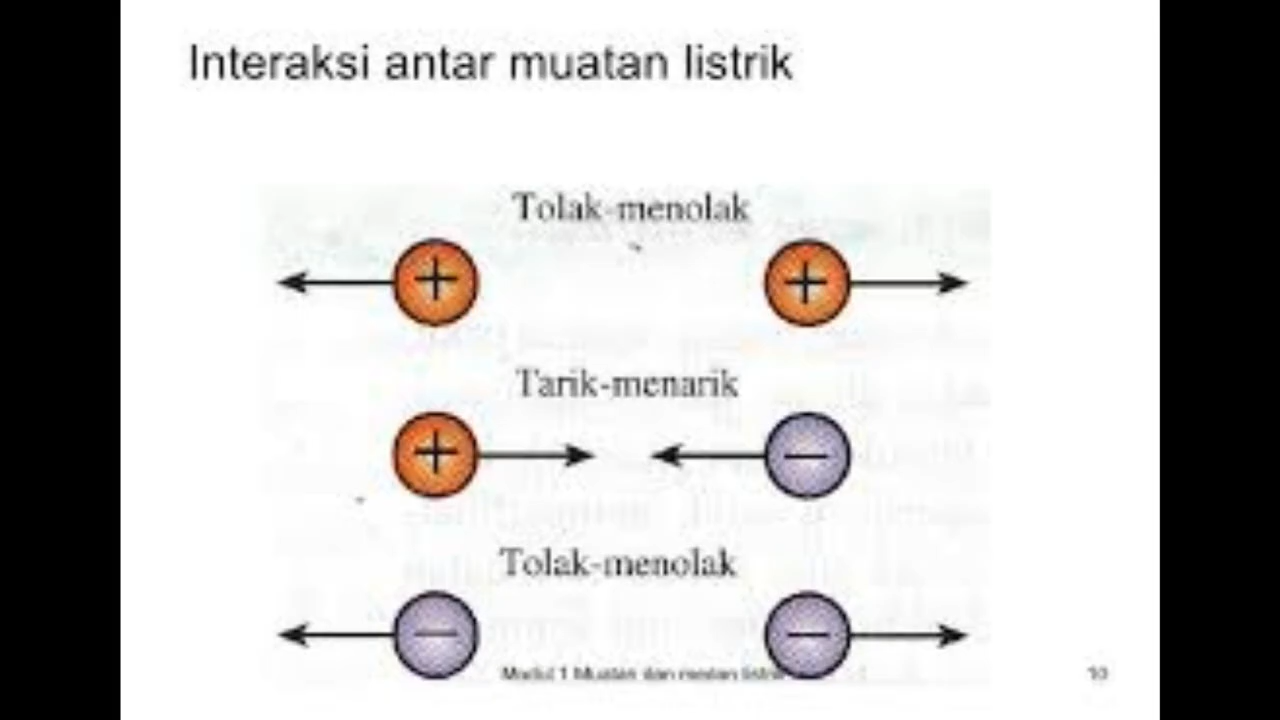 Interaksi antar muatan listrik
Tolak-menolak
+ +
Tarik-menarik
+ −
Tolak-menolak
− −
Modul 1 Muatan dan medan listrik
10